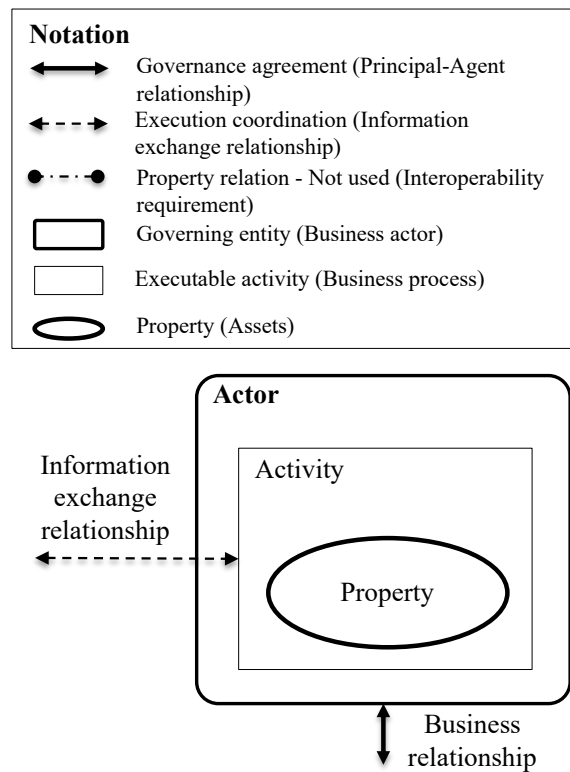 Notation
Governance agreement (Principal-Agent
relationship)
Execution coordination (Information
exchange relationship)
Property relation - Not used (Interoperability
requirement)
Governing entity (Business actor)
Executable activity (Business process)
Property (Assets)
Actor
Information
exchange
relationship
Activity
Property
Business
relationship